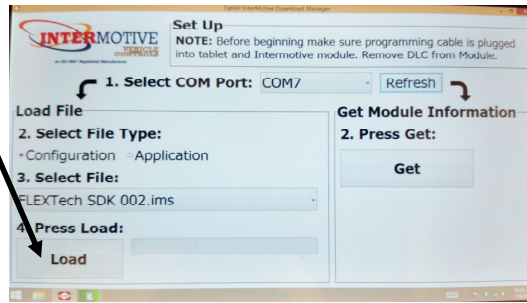 Tablet InterMotive Download Manager
INTERMOTIVE
VEHICLE
CONTROLS
Set Up
NOTE: Before beginning make sure programming cable is plugged
into tablet and Intermotive module. Remove DLC from Module.
1. Select COM Port: COM7 Refresh
Load File
2. Select File Type:
Configuration Application
3. Select File:
FLEXTech SDK 002.ims
4. Press Load:
Load
Get Module Information
2. Press Get:
Get